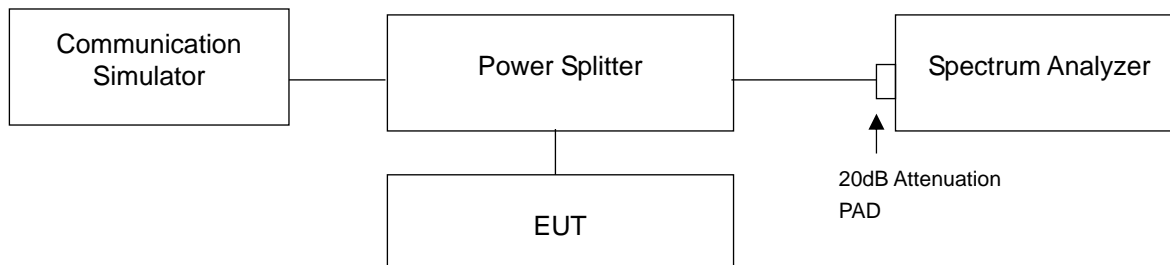 Communication
Simulator
Power Splitter
Spectrum Analyzer
20dB Attenuation
PAD
EUT